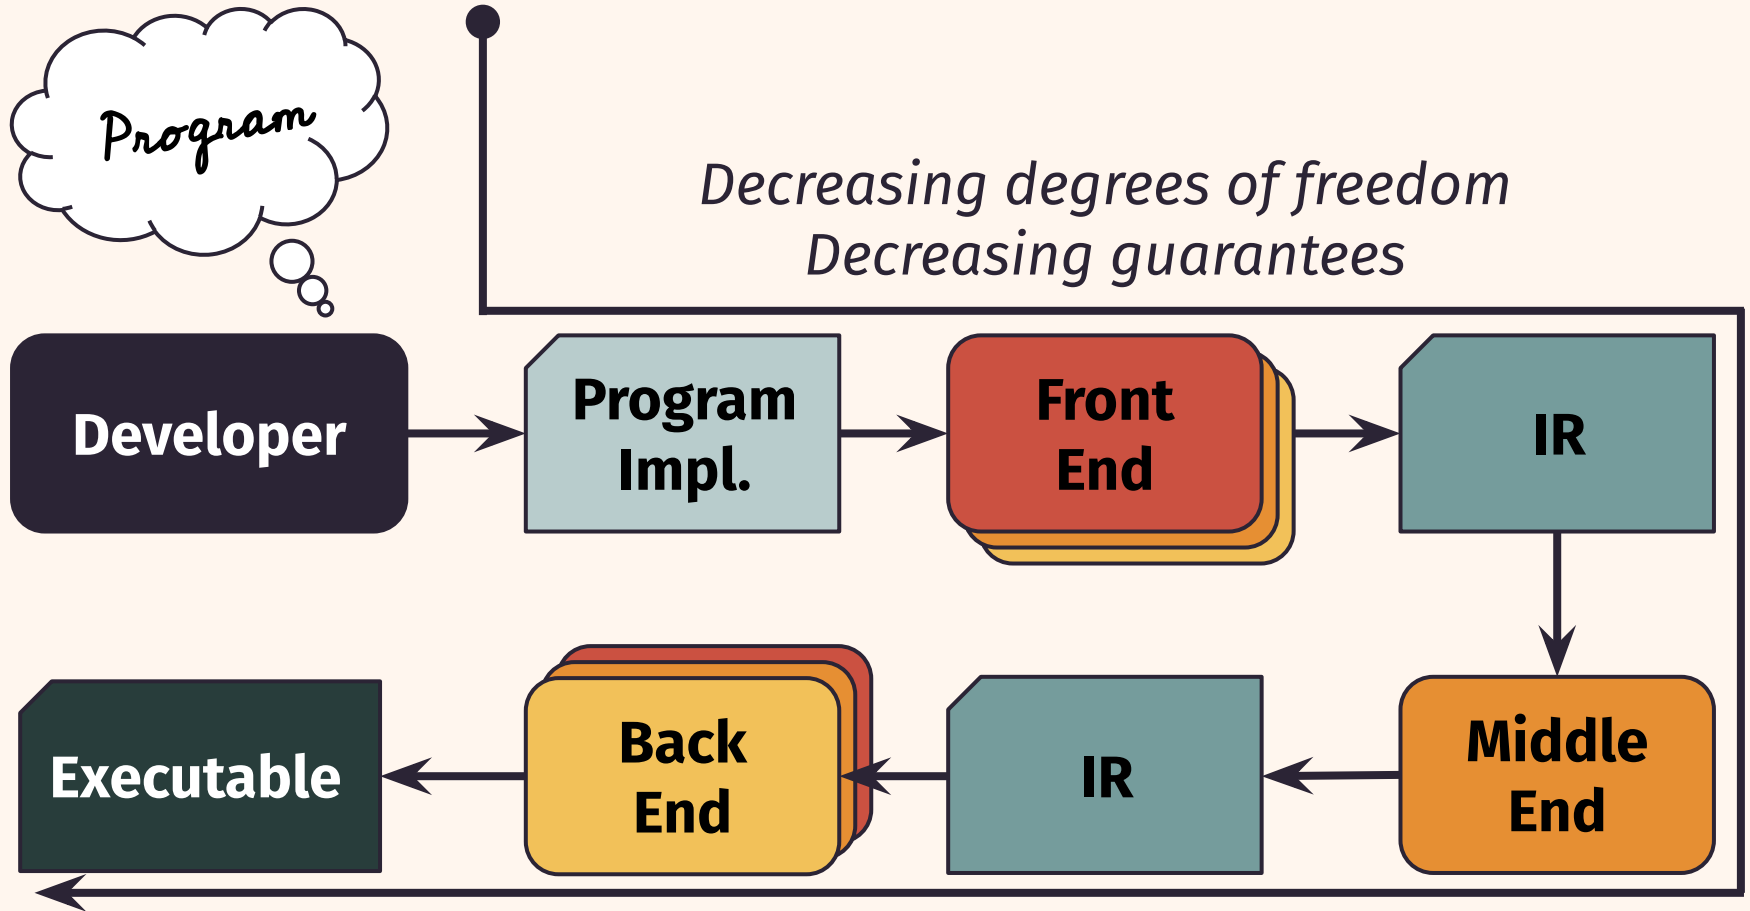 Program
Decreasing degrees of freedom
Decreasing guarantees
Developer
Program
Impl.
Front
End
IR
Middle
End
IR
Back
End
Executable